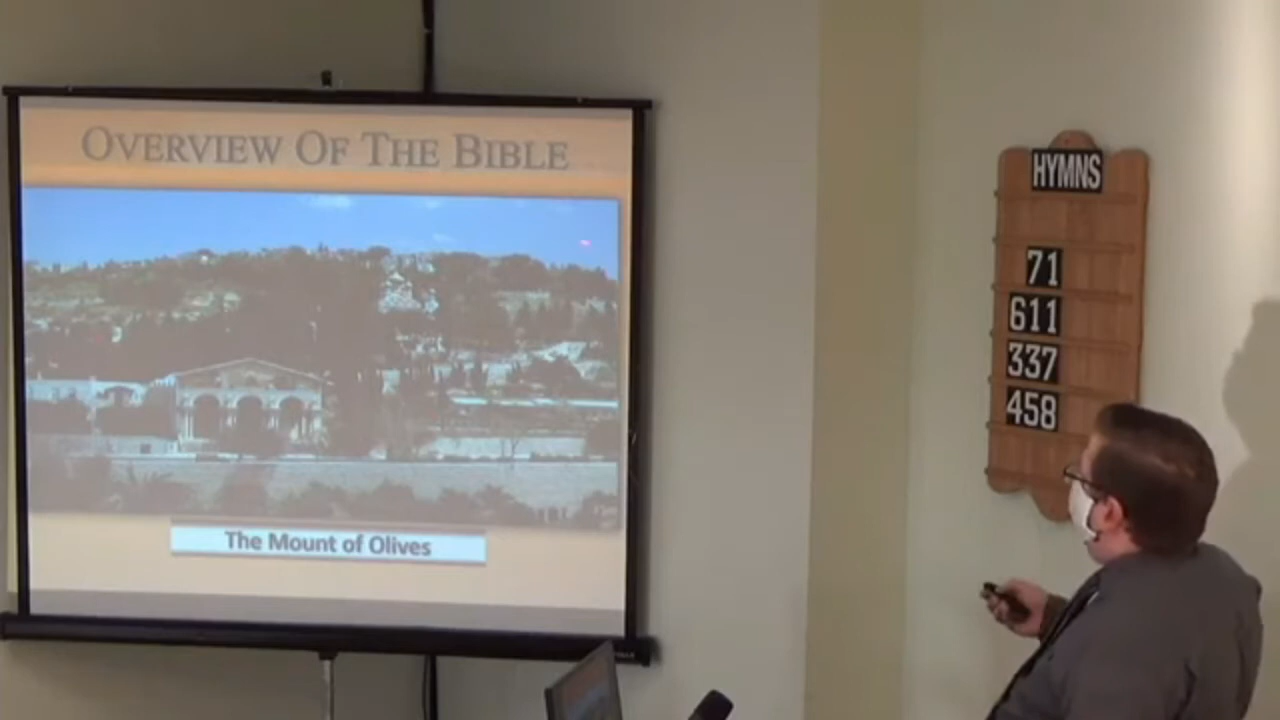 OVERVIEW OF THE BIBLE
The Mount of Olives
HYMNS
71
611
337
458